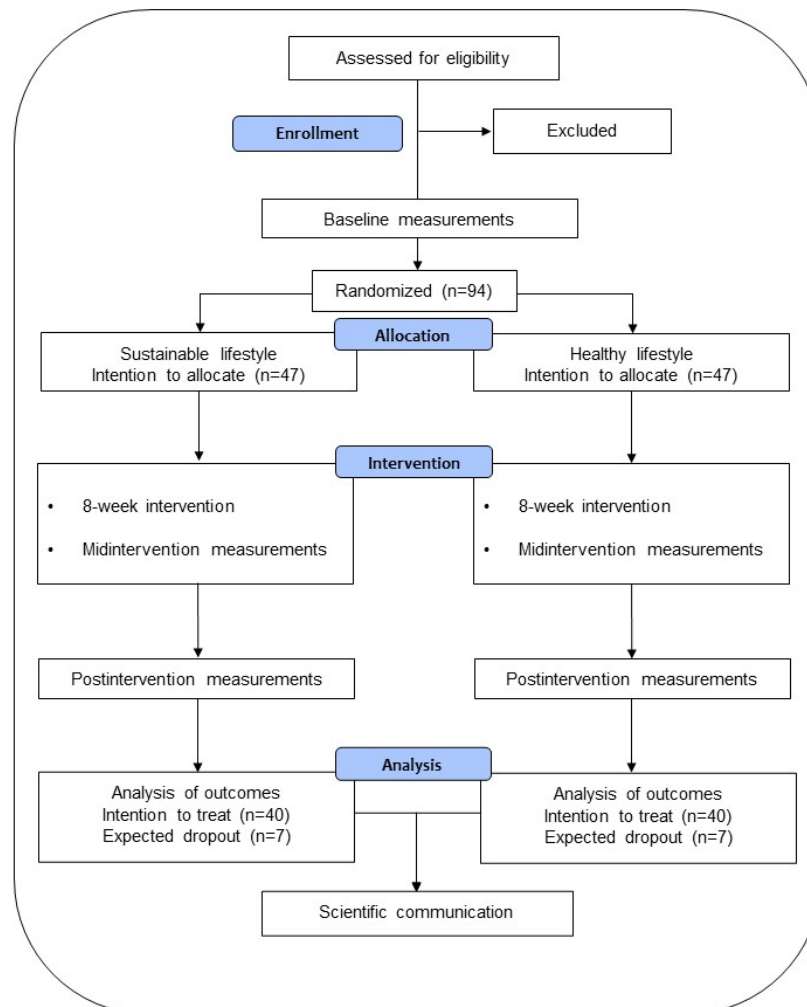 Assessed for eligibility
Enrollment
Excluded
Baseline measurements
Randomized (n=94)
Allocation
Sustainable lifestyle
Intention to allocate (n=47)
Healthy lifestyle
Intention to allocate (n=47)
Intervention
• 8-week intervention
• Midintervention measurements
• 8-week intervention
• Midintervention measurements
Postintervention measurements
Postintervention measurements
Analysis
Analysis of outcomes
Intention to treat (n=40)
Expected dropout (n=7)
Analysis of outcomes
Intention to treat (n=40)
Expected dropout (n=7)
Scientific communication